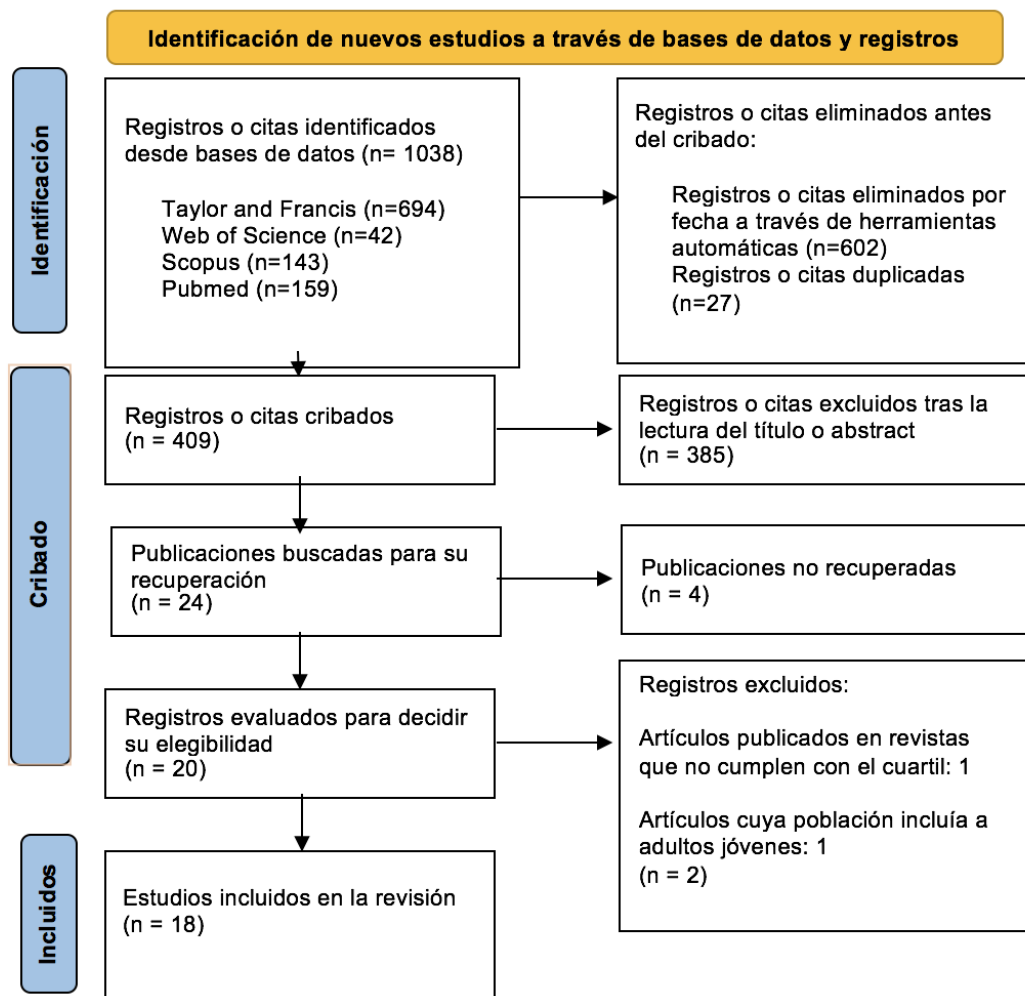 Identificación de nuevos estudios a través de bases de datos y registros
Identificación
Registros o citas identificados
desde bases de datos (n= 1038)
Taylor and Francis (n=694)
Web of Science (n=42)
Scopus (n=143)
Pubmed (n=159)
Registros o citas eliminados antes
del cribado:
Registros o citas eliminados por
fecha a través de herramientas
automáticas (n=602)
Registros o citas duplicadas
(n=27)
Cribado
Registros o citas cribados
(n = 409)
Registros o citas excluidos tras la
lectura del título o abstract
(n = 385)
Publicaciones buscadas para su
recuperación
(n = 24)
Publicaciones no recuperadas
(n = 4)
Registros evaluados para decidir
su elegibilidad
(n = 20)
Registros excluidos:
Artículos publicados en revistas
que no cumplen con el cuartil: 1
Artículos cuya población incluía a
adultos jóvenes: 1
(n = 2)
Incluidos
Estudios incluidos en la revisión
(n = 18)